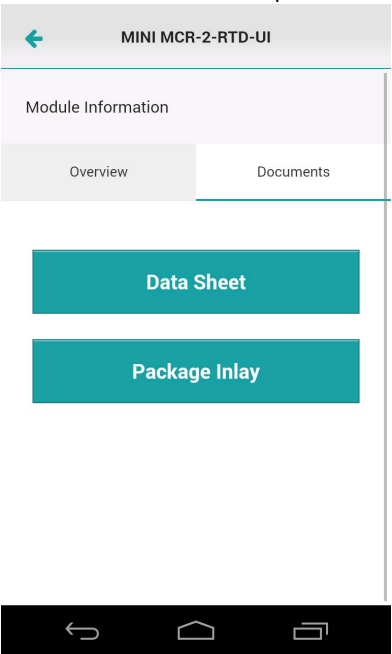 MINI MCR-2-RTD-UI
Module Information
Overview
Documents
Data Sheet
Package Inlay